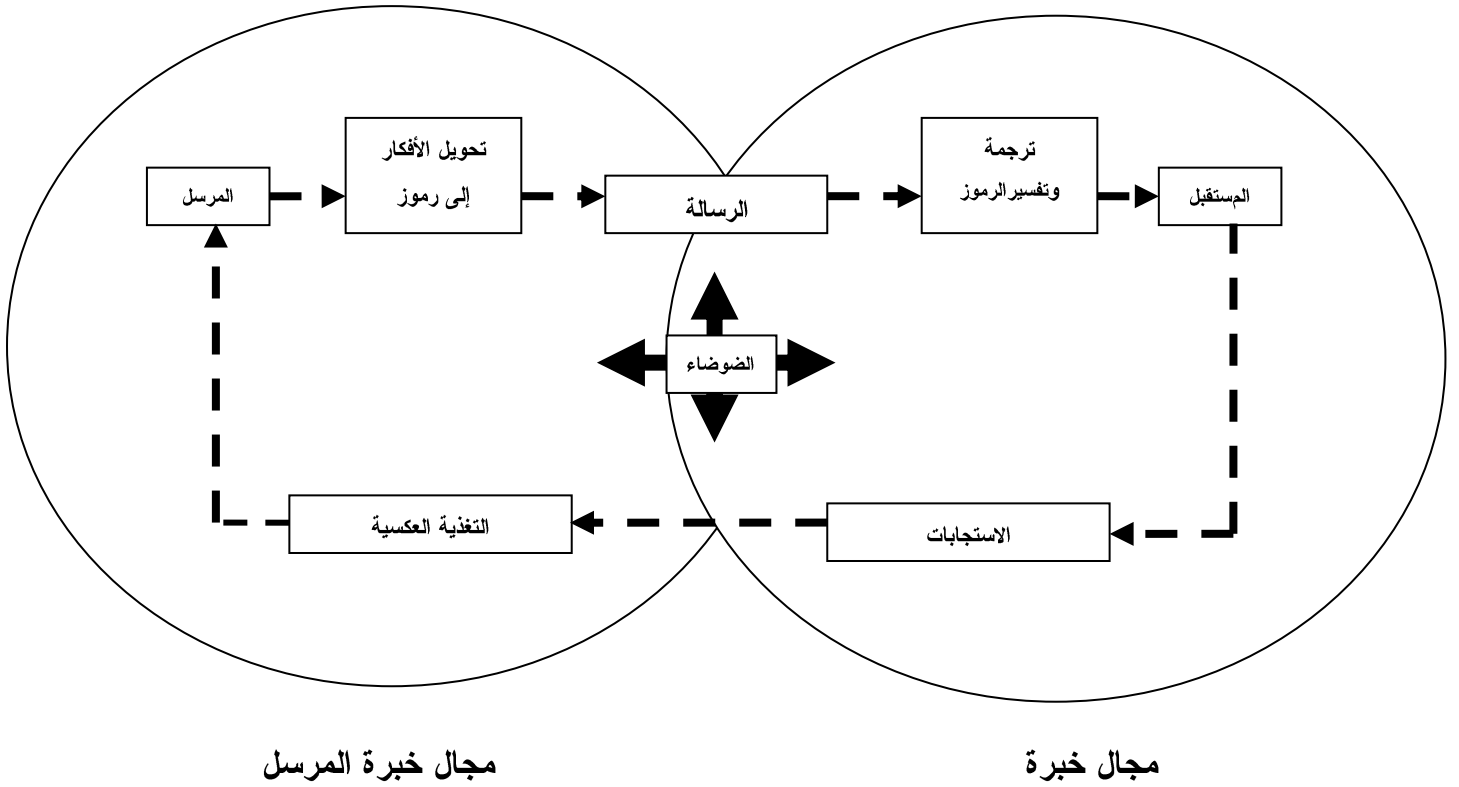 المرسل
تحويل الأفكار
إلى رموز
الرسالة
ترجمة
وتفسيرالرموز
المستقبل
الضوضاء
التغذية العكسية
الاستجابات
مجال خبرة المرسل
مجال خبرة